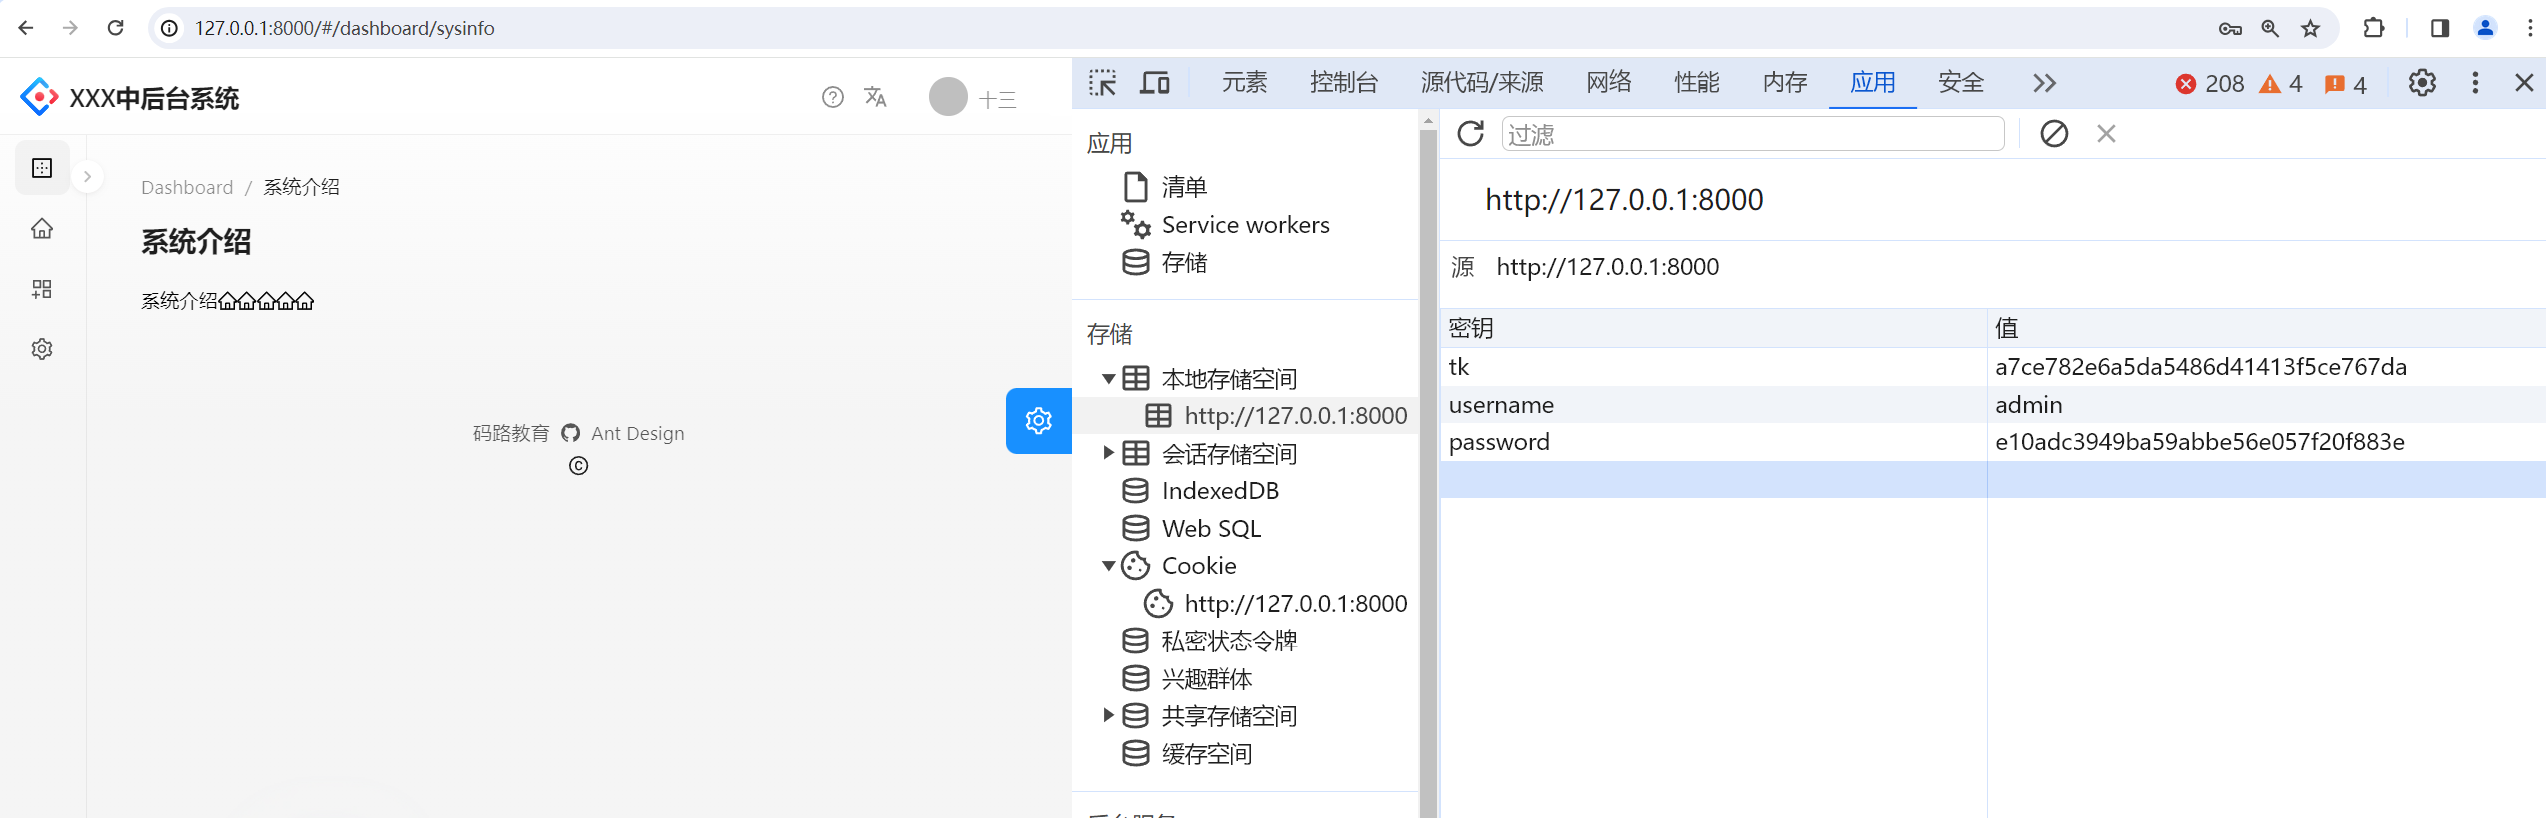 127.0.0.1:8000/#/dashboard/sysinfo
XXX中后台系统
十三
Dashboard / 系统介绍
系统介绍
系统介绍
码路教育 Ant Design
©
元素 控制台 源代码/来源 网络 性能 内存 应用 安全 208 4 4
应用
清单
Service workers
存储
存储
本地存储空间
http://127.0.0.1:8000
会话存储空间
IndexedDB
Web SQL
Cookie
http://127.0.0.1:8000
私密状态令牌
兴趣群体
共享存储空间
缓存空间
过滤
http://127.0.0.1:8000
源 http://127.0.0.1:8000
密钥 值
tk a7ce782e6a5da5486d41413f5ce767da
username admin
password e10adc3949ba59abbe56e057f20f883e